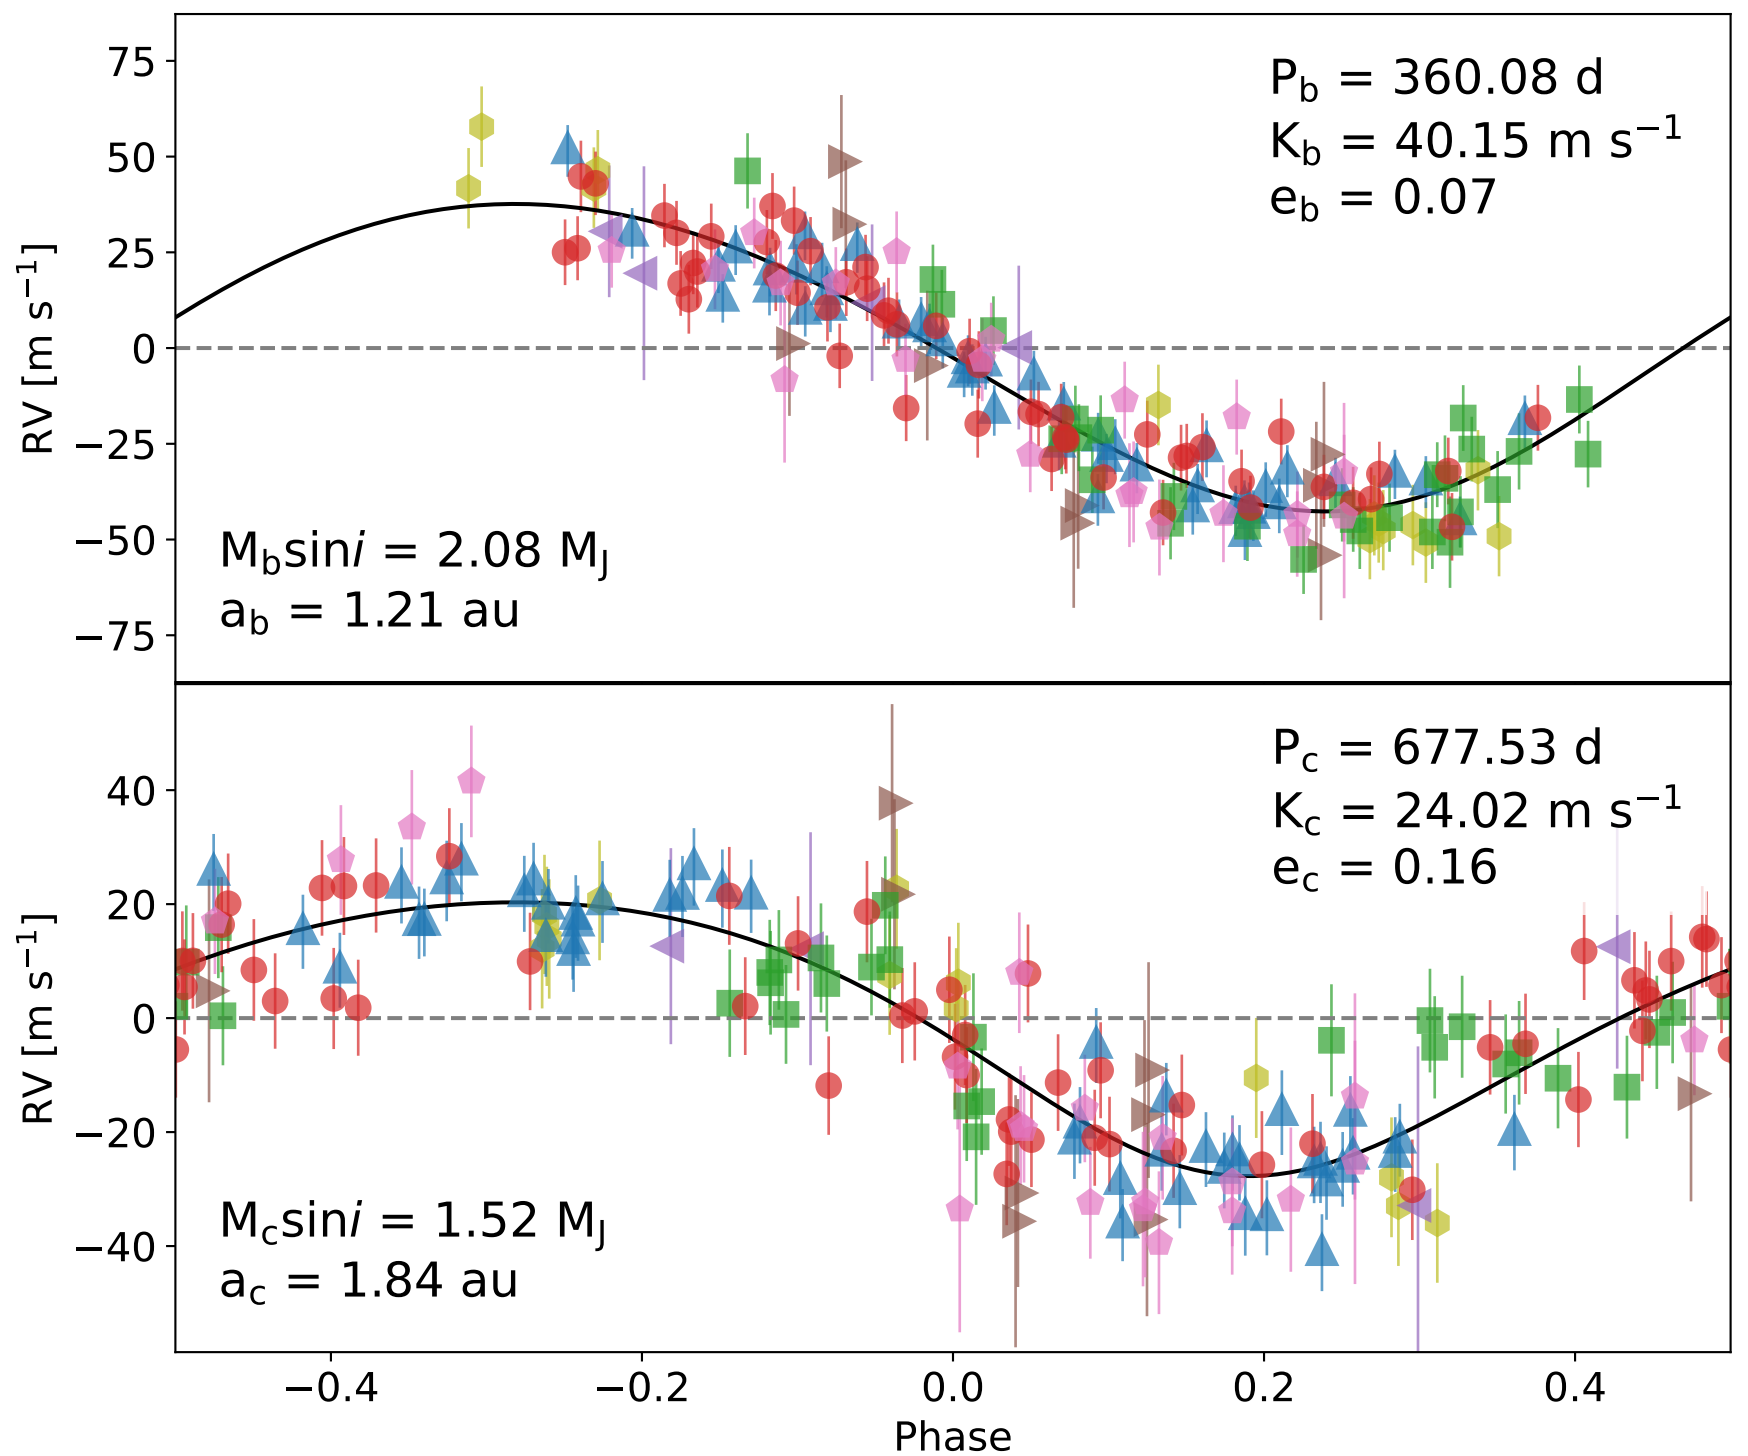 75
50
25
0
−25
−50
−75
RV [m s⁻¹]
P_b = 360.08 d
K_b = 40.15 m s⁻¹
e_b = 0.07
M_b sin i = 2.08 M_J
a_b = 1.21 au
40
20
0
−20
−40
RV [m s⁻¹]
P_c = 677.53 d
K_c = 24.02 m s⁻¹
e_c = 0.16
M_c sin i = 1.52 M_J
a_c = 1.84 au
−0.4 −0.2 0.0 0.2 0.4
Phase